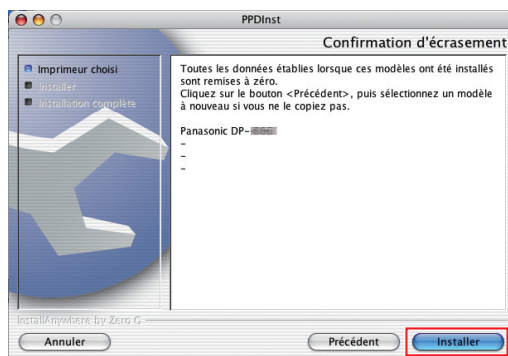 PPDInst
Confirmation d'écrasement
Imprimeur choisi
Installer
Installation complète
Toutes les données établies lorsque ces modèles ont été installés
sont remises à zéro.
Cliquez sur le bouton <Précédent>, puis sélectionnez un modèle
à nouveau si vous ne le copiez pas.
Panasonic DP-
–
–
–
InstallAnywhere by Zero G
Annuler
Précédent
Installer